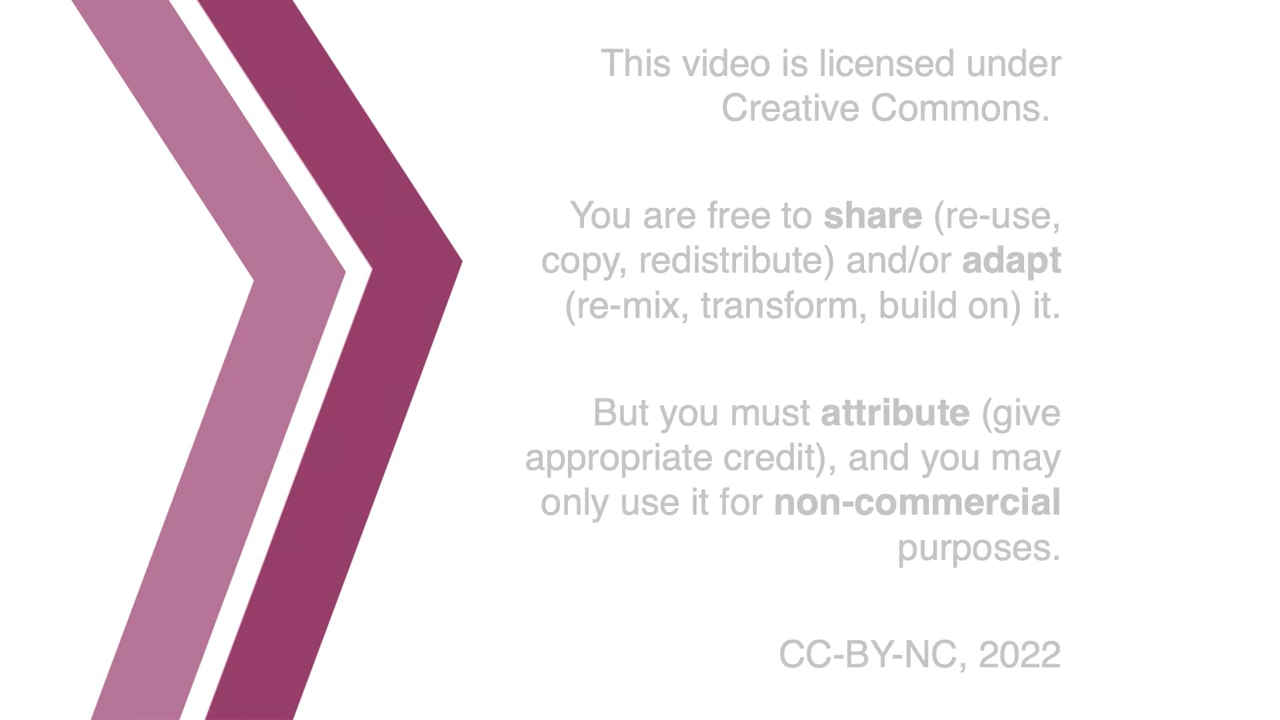 This video is licensed under
Creative Commons.
You are free to share (re-use,
copy, redistribute) and/or adapt
(re-mix, transform, build on) it.
But you must attribute (give
appropriate credit), and you may
only use it for non-commercial
purposes.
CC-BY-NC, 2022